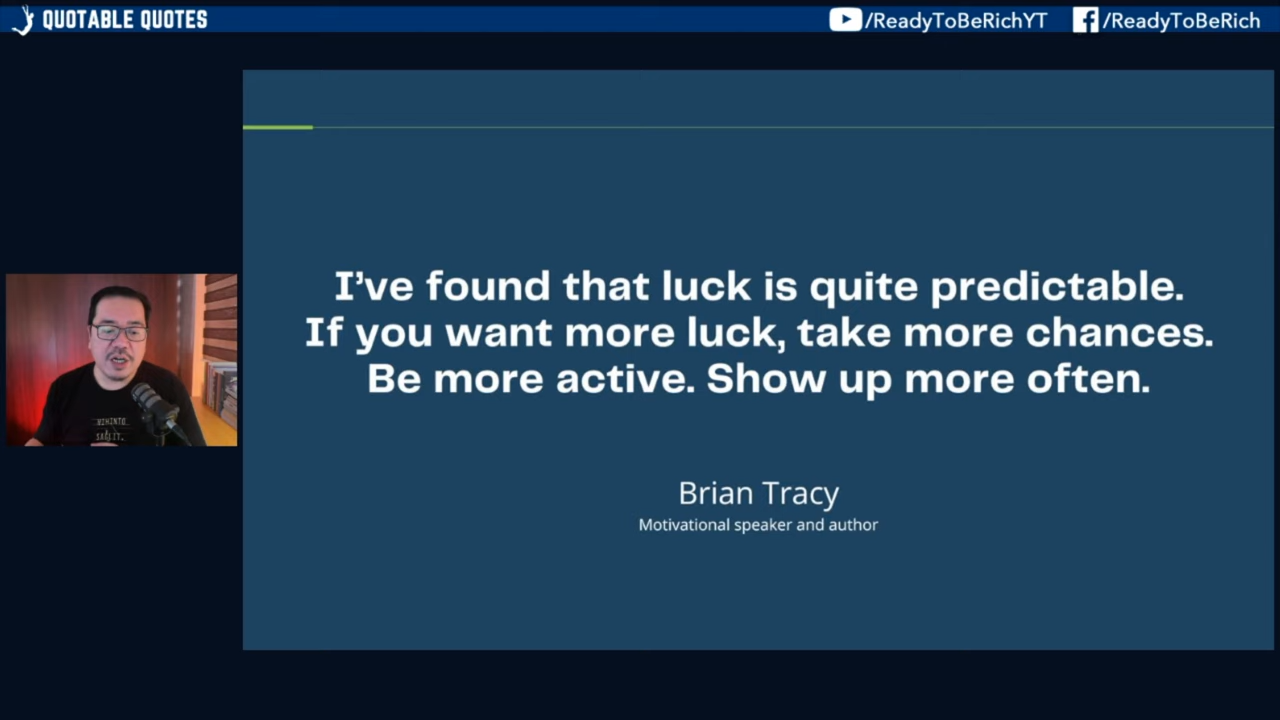 QUOTABLE QUOTES
/ReadyToBeRichYT
/ReadyToBeRich
I've found that luck is quite predictable.
If you want more luck, take more chances.
Be more active. Show up more often.
Brian Tracy
Motivational speaker and author